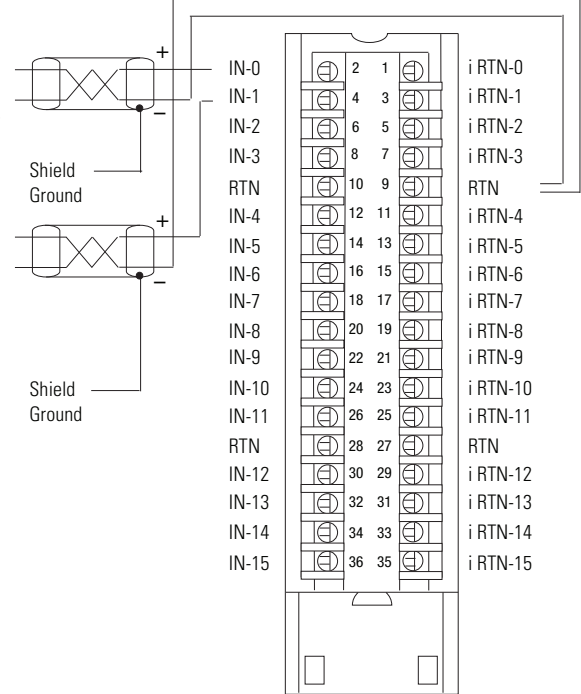 +
IN-0 2 1 i RTN-0
IN-1 4 3 i RTN-1
–
IN-2 6 5 i RTN-2
IN-3 8 7 i RTN-3
Shield
Ground
RTN 10 9 RTN
+
IN-4 12 11 i RTN-4
IN-5 14 13 i RTN-5
IN-6 16 15 i RTN-6
–
IN-7 18 17 i RTN-7
IN-8 20 19 i RTN-8
IN-9 22 21 i RTN-9
Shield
Ground
IN-10 24 23 i RTN-10
IN-11 26 25 i RTN-11
RTN 28 27 RTN
IN-12 30 29 i RTN-12
IN-13 32 31 i RTN-13
IN-14 34 33 i RTN-14
IN-15 36 35 i RTN-15